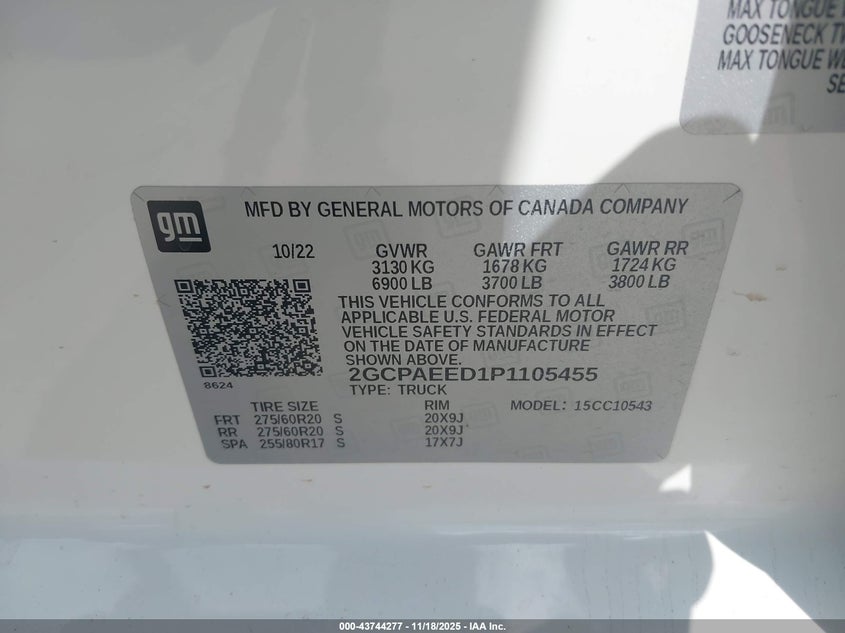 MAX TONGUE
GOOSENECK
MAX TONGUE
gm
MFD BY GENERAL MOTORS OF CANADA COMPANY
10/22 GVWR GAWR FRT GAWR RR
3130 KG 1678 KG 1724 KG
6900 LB 3700 LB 3800 LB
THIS VEHICLE CONFORMS TO ALL
APPLICABLE U.S. FEDERAL MOTOR
VEHICLE SAFETY STANDARDS IN EFFECT
ON THE DATE OF MANUFACTURE
SHOWN ABOVE.
8624
2GCPAEED1P1105455
TYPE: TRUCK
TIRE SIZE RIM MODEL: 15CC10543
FRT 275/60R20 S 20X9J
RR 275/60R20 S 20X9J
SPA 255/80R17 S 17X7J
000-43744277 - 11/18/2025 - IAA Inc.